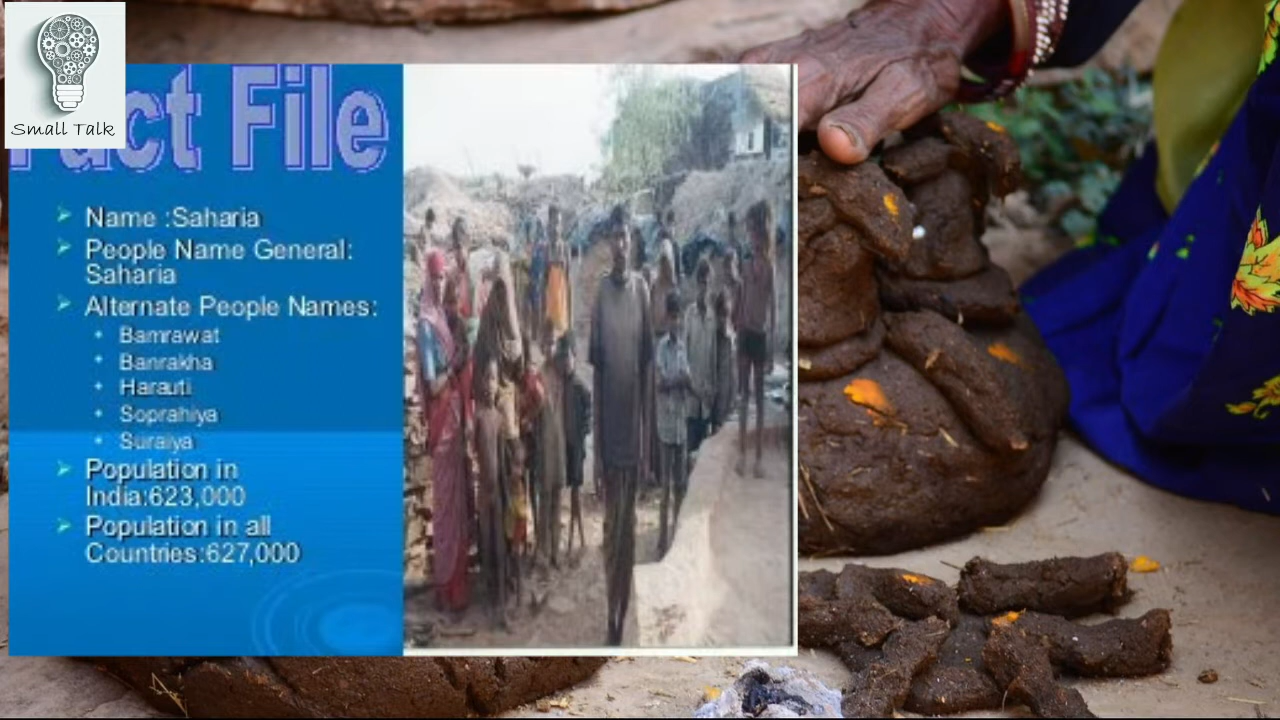 Small Talk
Fact File
Name :Saharia
People Name General:
Saharia
Alternate People Names:
Bamrawat
Banrakha
Harauti
Soprahiya
Suraiya
Population in
India:623,000
Population in all
Countries:627,000